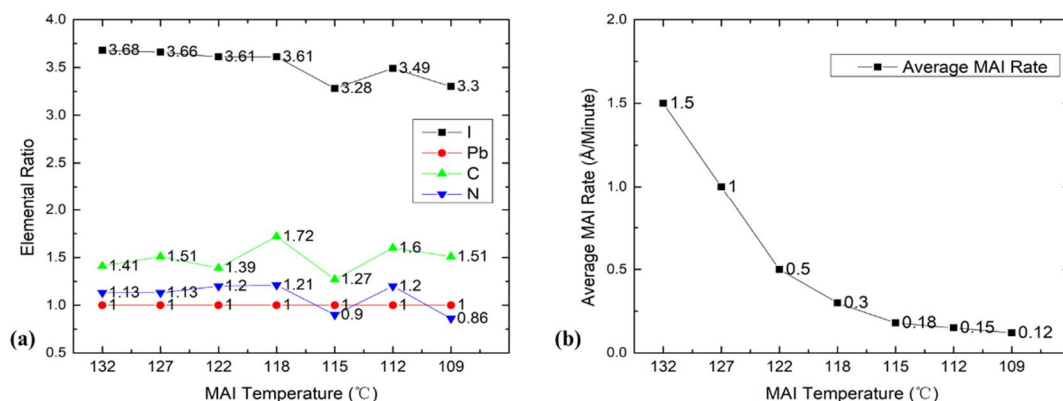 4.0
3.5
3.0
2.5
2.0
1.5
1.0
0.5
Elemental Ratio
3.68 3.66 3.61 3.61 3.28 3.49 3.3
I
Pb
C
N
1.41 1.51 1.39 1.72 1.27 1.6 1.51
1.13 1.13 1.2 1.21 0.9 1.2 0.86
1 1 1 1 1 1 1
(a)
132 127 122 118 115 112 109
MAI Temperature (℃)
2.0
1.5
1.0
0.5
0.0
Average MAI Rate (Å/Minute)
Average MAI Rate
1.5
1
0.5
0.3
0.18
0.15
0.12
(b)
132 127 122 118 115 112 109
MAI Temperature (℃)